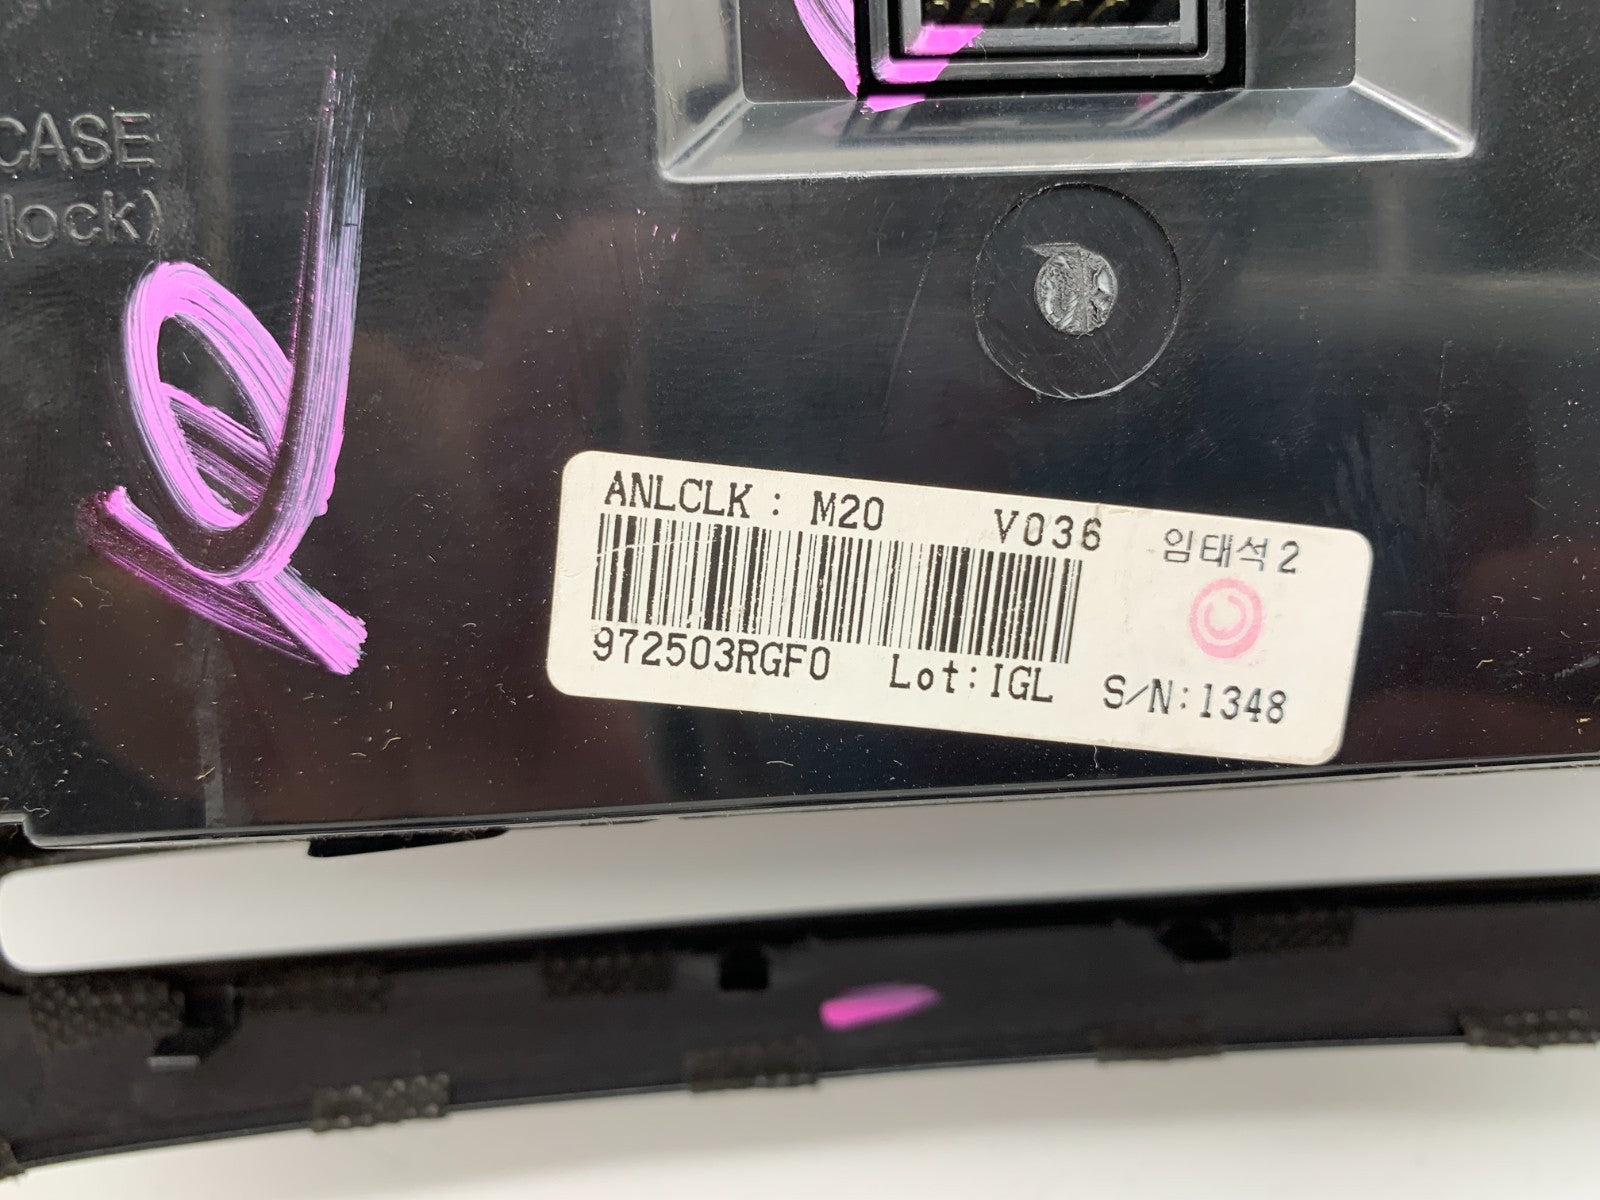 CASE
lock)
ANLCLK : M20 V036 임태석 2
972503RGF0 Lot:IGL S/N:1348